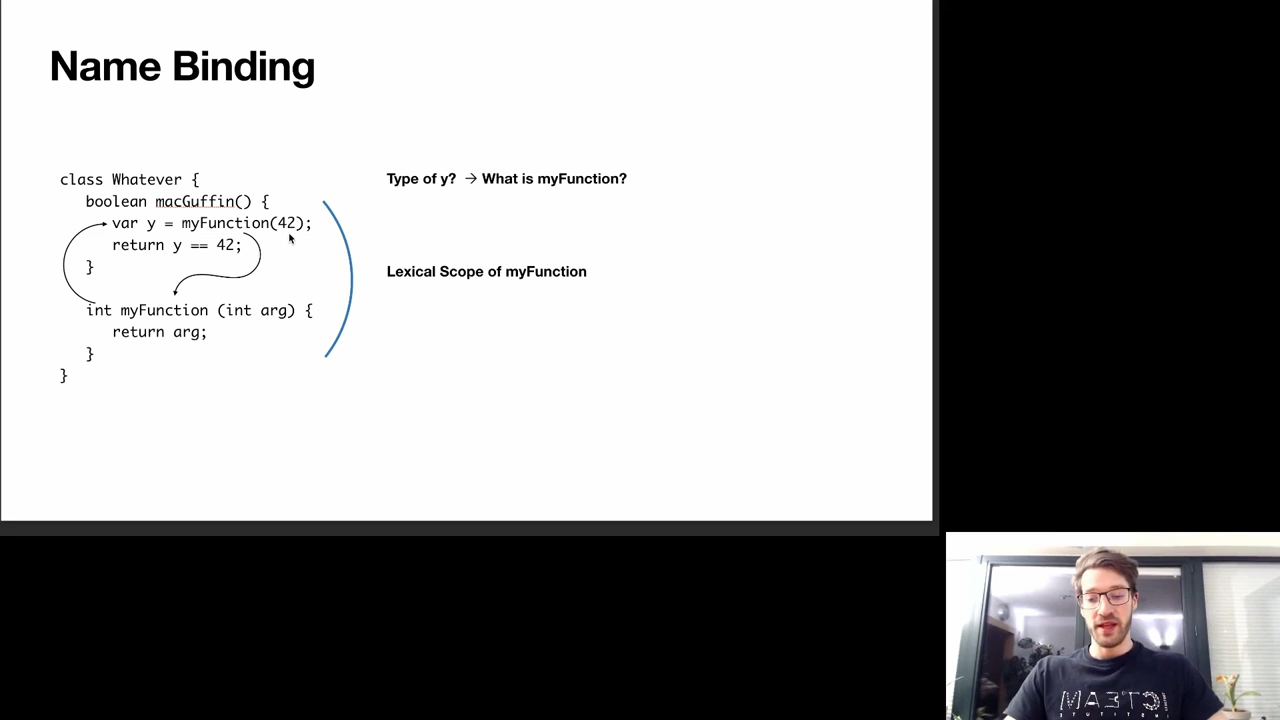 Name Binding
class Whatever {
boolean macGuffin() {
var y = myFunction(42);
return y == 42;
}
int myFunction (int arg) {
return arg;
}
}
Type of y? → What is myFunction?
Lexical Scope of myFunction